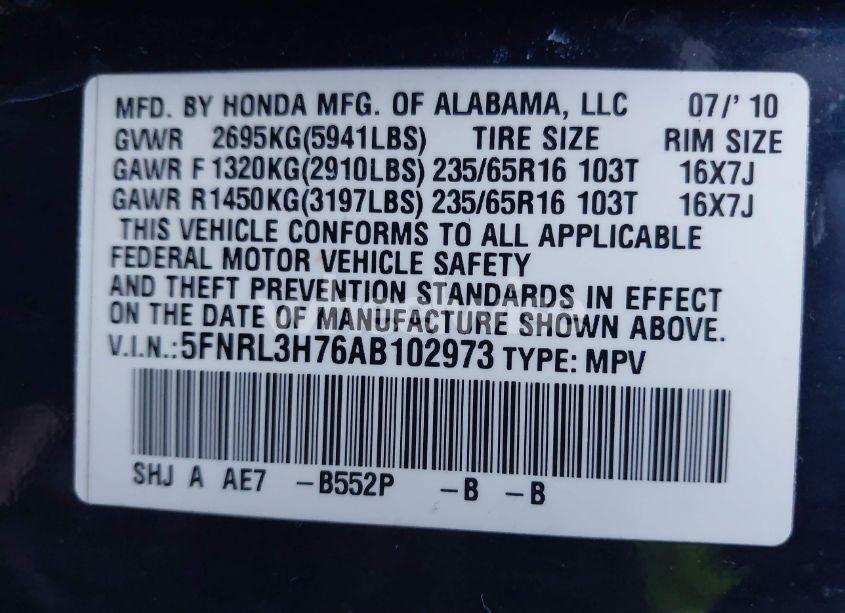 MFD. BY HONDA MFG. OF ALABAMA, LLC 07/' 10
GVWR 2695KG(5941LBS) TIRE SIZE RIM SIZE
GAWR F 1320KG(2910LBS) 235/65R16 103T 16X7J
GAWR R1450KG(3197LBS) 235/65R16 103T 16X7J
THIS VEHICLE CONFORMS TO ALL APPLICABLE
FEDERAL MOTOR VEHICLE SAFETY
AND THEFT PREVENTION STANDARDS IN EFFECT
ON THE DATE OF MANUFACTURE SHOWN ABOVE.
V.I.N.:5FNRL3H76AB102973 TYPE: MPV
SHJ A AE7 -B552P -B -B